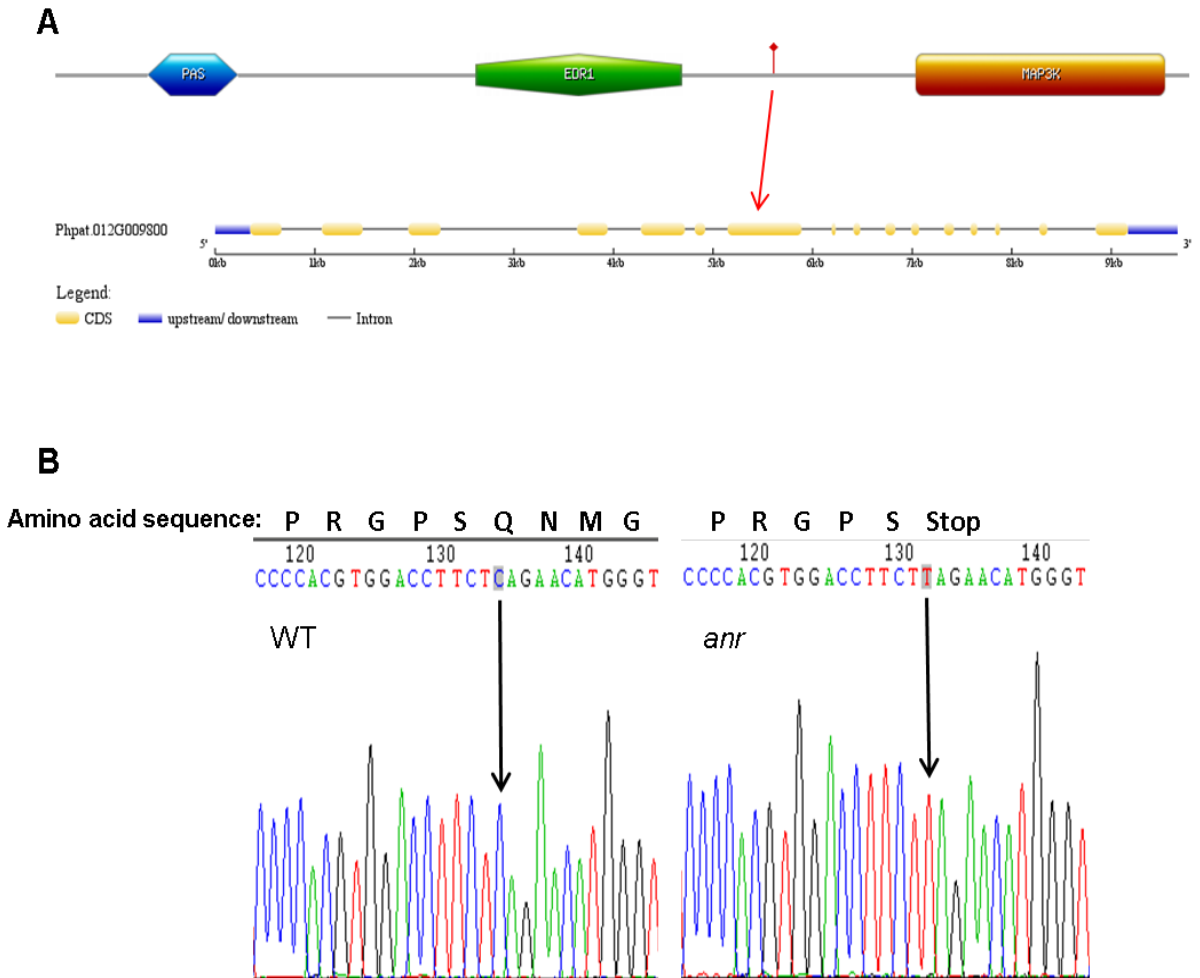 A
PAS
EDR1
MAP3K
Phpat.012G009800
5'
3'
0kb 1kb 2kb 3kb 4kb 5kb 6kb 7kb 8kb 9kb
Legend:
CDS upstream/ downstream Intron
B
Amino acid sequence: P R G P S Q N M G P R G P S Stop
120 130 140 120 130 140
CCCCACGTGGACCTTCTCAGAACATGGGT CCCCACGTGGACCTTCTTAGAACATGGGT
WT anr